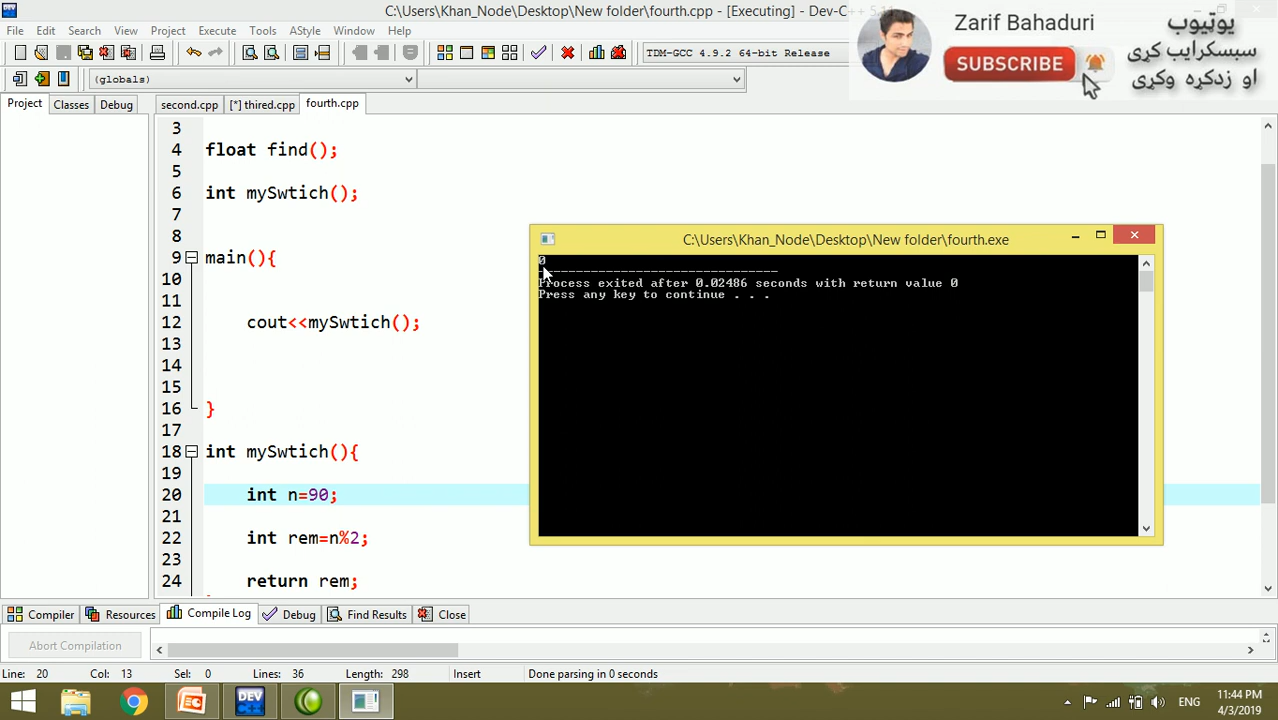 C:\Users\Khan_Node\Desktop\New folder\fourth.cpp - [Executing] - Dev-C++ 5.11
File Edit Search View Project Execute Tools AStyle Window Help
TDM-GCC 4.9.2 64-bit Release
(globals)
Zarif Bahaduri
SUBSCRIBE
يوټيوب
سبسکرایب کړی
او زدکړه وکړی
Project Classes Debug
second.cpp [*] thired.cpp fourth.cpp
3
4 float find();
5
6 int mySwtich();
7
8
9 main(){
10
11
12 cout<<mySwtich();
13
14
15
16 }
17
18 int mySwtich(){
19
20 int n=90;
21
22 int rem=n%2;
23
24 return rem;
C:\Users\Khan_Node\Desktop\New folder\fourth.exe
0
--------------------------------
Process exited after 0.02486 seconds with return value 0
Press any key to continue . . .
Compiler Resources Compile Log Debug Find Results Close
Abort Compilation
Line: 20 Col: 13 Sel: 0 Lines: 36 Length: 298 Insert Done parsing in 0 seconds
DEV C++
ENG
11:44 PM
4/3/2019